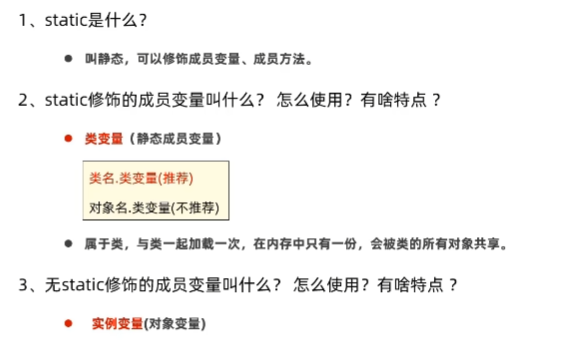 1、static是什么？
● 叫静态，可以修饰成员变量、成员方法。
2、static修饰的成员变量叫什么？ 怎么使用？有啥特点 ？
● 类变量（静态成员变量）
类名.类变量(推荐)
对象名.类变量(不推荐)
● 属于类，与类一起加载一次，在内存中只有一份，会被类的所有对象共享。
3、无static修饰的成员变量叫什么？ 怎么使用？有啥特点 ？
● 实例变量(对象变量)